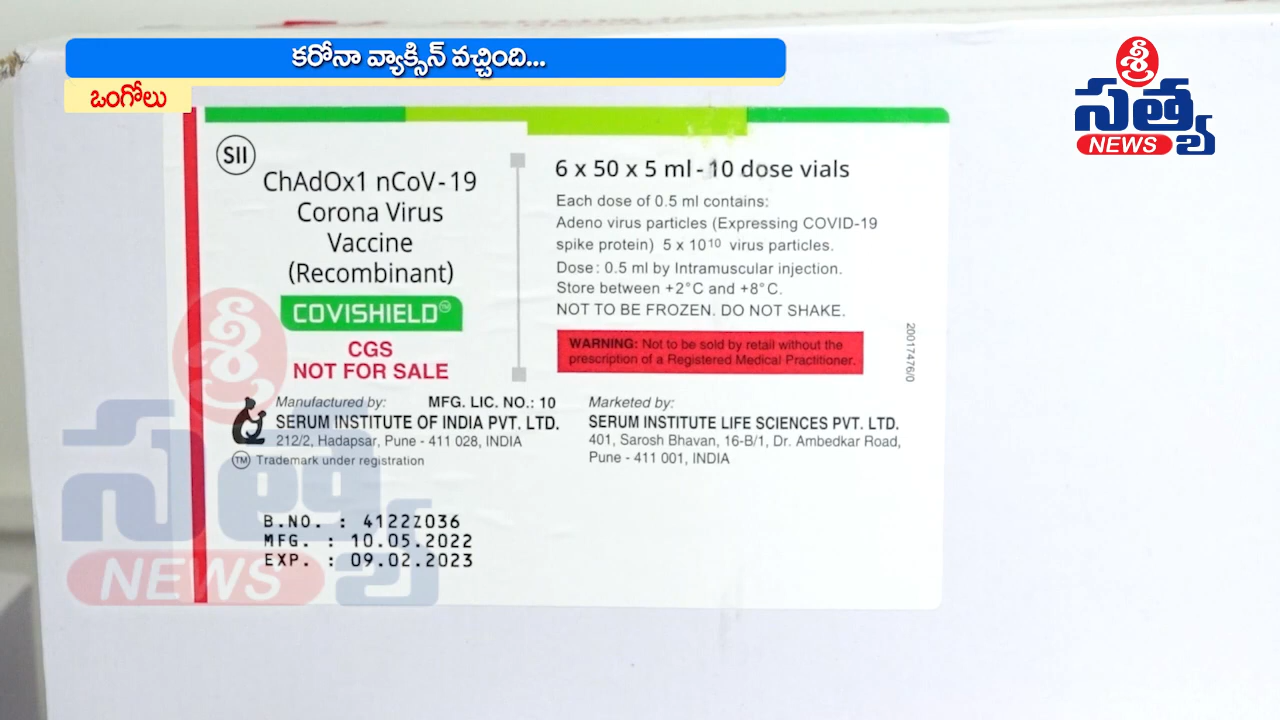 కరోనా వ్యాక్సిన్ వచ్చింది...
ఒంగోలు
శ్రీ
సత్య
NEWS
SII
ChAdOx1 nCoV-19
Corona Virus
Vaccine
(Recombinant)
COVISHIELD™
CGS
NOT FOR SALE
6 x 50 x 5 ml - 10 dose vials
Each dose of 0.5 ml contains:
Adeno virus particles (Expressing COVID-19
spike protein) 5 x 10¹⁰ virus particles.
Dose : 0.5 ml by Intramuscular injection.
Store between +2°C and +8°C.
NOT TO BE FROZEN. DO NOT SHAKE.
WARNING: Not to be sold by retail without the
prescription of a Registered Medical Practitioner.
20017476/0
Manufactured by: MFG. LIC. NO.: 10
SERUM INSTITUTE OF INDIA PVT. LTD.
212/2, Hadapsar, Pune - 411 028, INDIA
TM Trademark under registration
Marketed by:
SERUM INSTITUTE LIFE SCIENCES PVT. LTD.
401, Sarosh Bhavan, 16-B/1, Dr. Ambedkar Road,
Pune - 411 001, INDIA
B.NO. : 4122Z036
MFG. : 10.05.2022
EXP. : 09.02.2023
శ్రీ
సత్య
NEWS